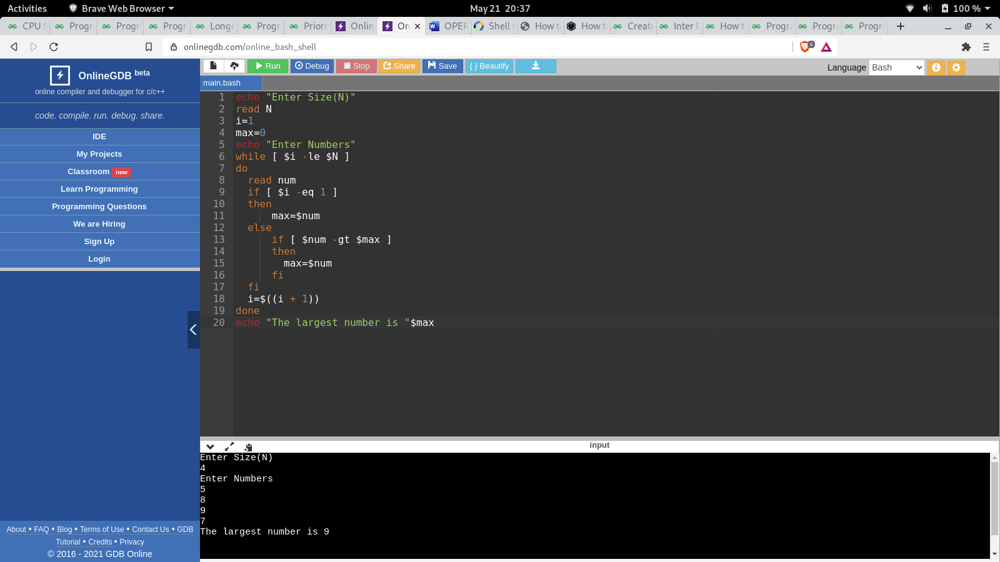 Activities Brave Web Browser May 21 20:37 100 %
CPU S Progr Progr Progr Longe Progr Priori Onlin On OPER Shell s How t How t Create Inter P How t Progra Progra Progra
onlinegdb.com/online_bash_shell 6
OnlineGDB beta
online compiler and debugger for c/c++
code. compile. run. debug. share.
IDE
My Projects
Classroom new
Learn Programming
Programming Questions
We are Hiring
Sign Up
Login
About • FAQ • Blog • Terms of Use • Contact Us • GDB
Tutorial • Credits • Privacy
© 2016 - 2021 GDB Online
Run Debug Stop Share Save { } Beautify Language Bash
main.bash
1 echo "Enter Size(N)"
2 read N
3 i=1
4 max=0
5 echo "Enter Numbers"
6 while [ $i -le $N ]
7 do
8   read num
9   if [ $i -eq 1 ]
10   then
11       max=$num
12   else
13       if [ $num -gt $max ]
14       then
15         max=$num
16       fi
17   fi
18   i=$((i + 1))
19 done
20 echo "The largest number is "$max
input
Enter Size(N)
4
Enter Numbers
5
8
9
7
The largest number is 9